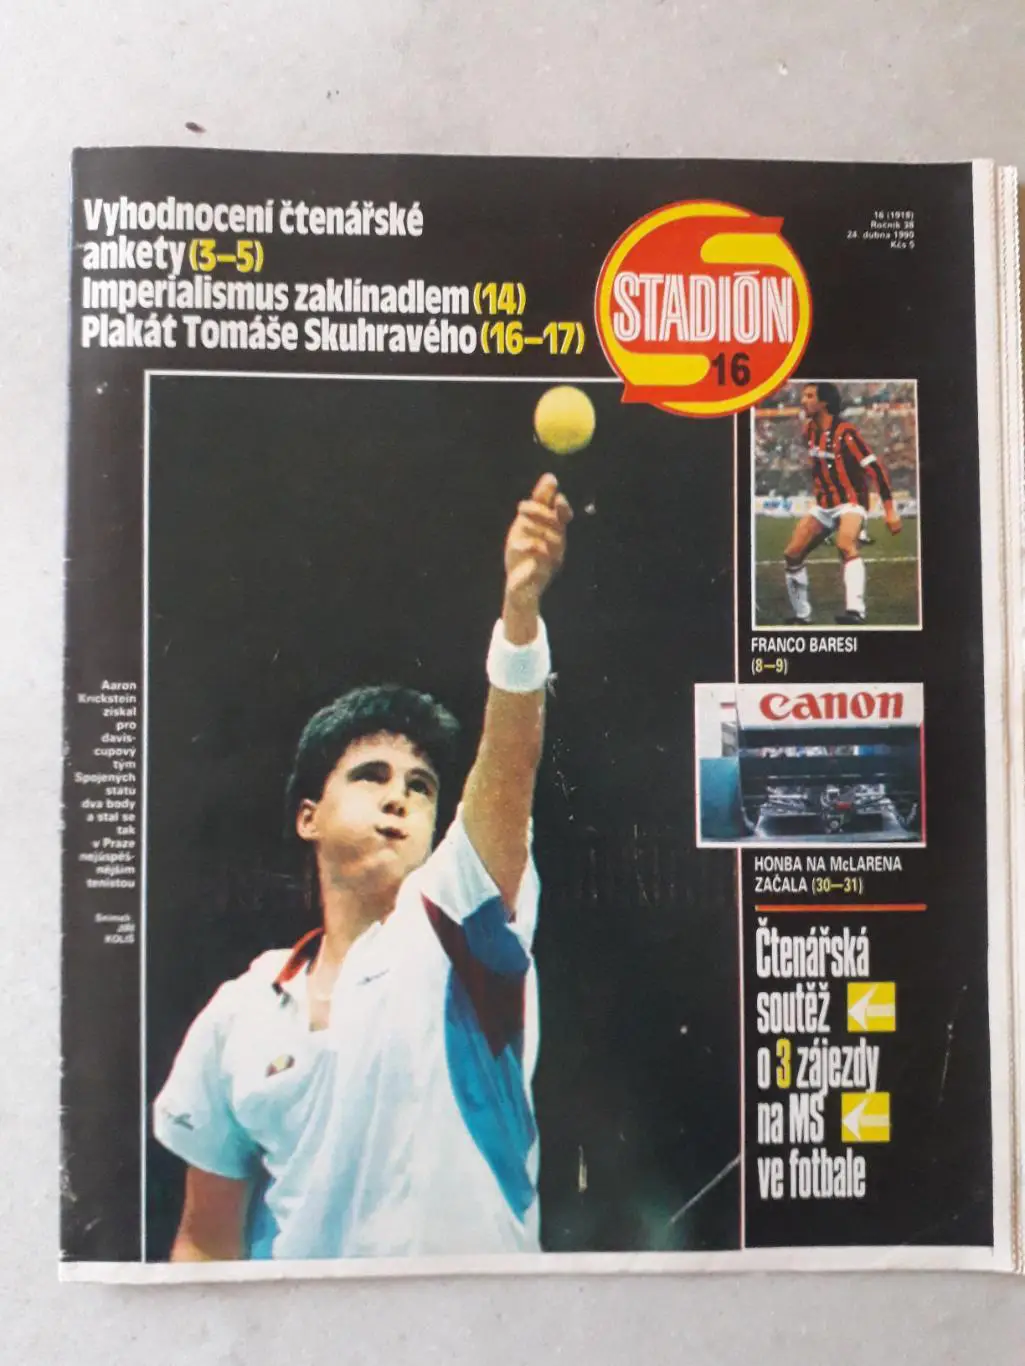 Vyhodnocení čtenářské
ankety (3–5)
Imperialismus zaklínadlem (14)
Plakát Tomáše Skuhravého (16–17)
STADIÓN
16
Ročník 38
24. dubna 1990
Kčs 5
FRANCO BARESI
(8–9)
Canon
HONBA NA McLARENA
ZAČALA (30–31)
Čtenářská
soutěž
o 3 zájezdy
na MS
ve fotbale
Aaron
Krickstein
získal
pro
davis-
cupový
tým
Spojených
států
dva body
a stal se
tak
v Praze
nejúspěš-
nějším
tenistou
Snímek
JIŘÍ
KOLIŠ